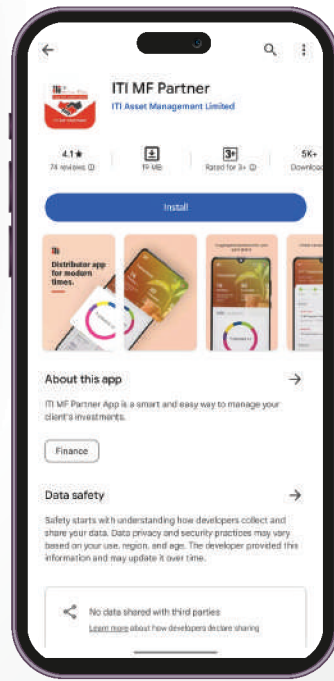 ITI MF Partner
ITI Asset Management Limited
4.1★
74 reviews
19 MB
3+
Rated for 3+
5K+
Download
Install
Distributor app
for modern
times.
About this app
ITI MF Partner App is a smart and easy way to manage your
client's investments.
Finance
Data safety
Safety starts with understanding how developers collect and
share your data. Data privacy and security practices may vary
based on your use, region, and age. The developer provided this
information and may update it over time.
No data shared with third parties
Learn more about how developers declare sharing